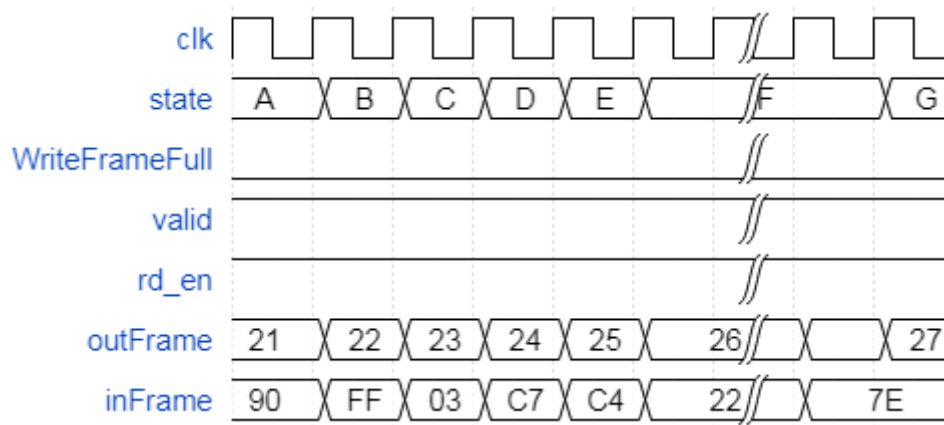 clk
state A B C D E F G
WriteFrameFull
valid
rd_en
outFrame 21 22 23 24 25 26 27
inFrame 90 FF 03 C7 C4 22 7E